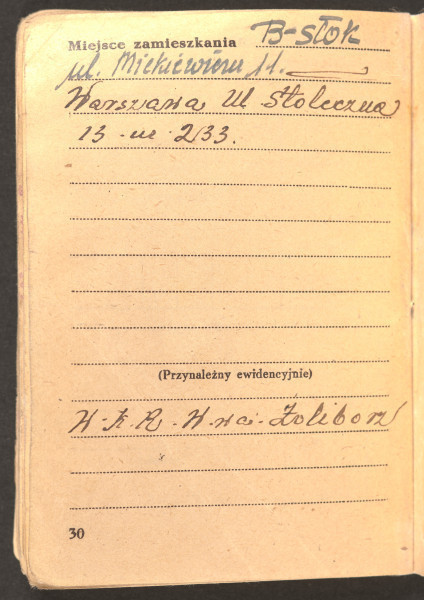 Miejsce zamieszkania B-stok
ul. Mickiewicza 11.
Warszawa Ul Stołeczna
13 m 233.
(Przynależny ewidencyjnie)
W-K.R. W-wa-Żoliborz
30